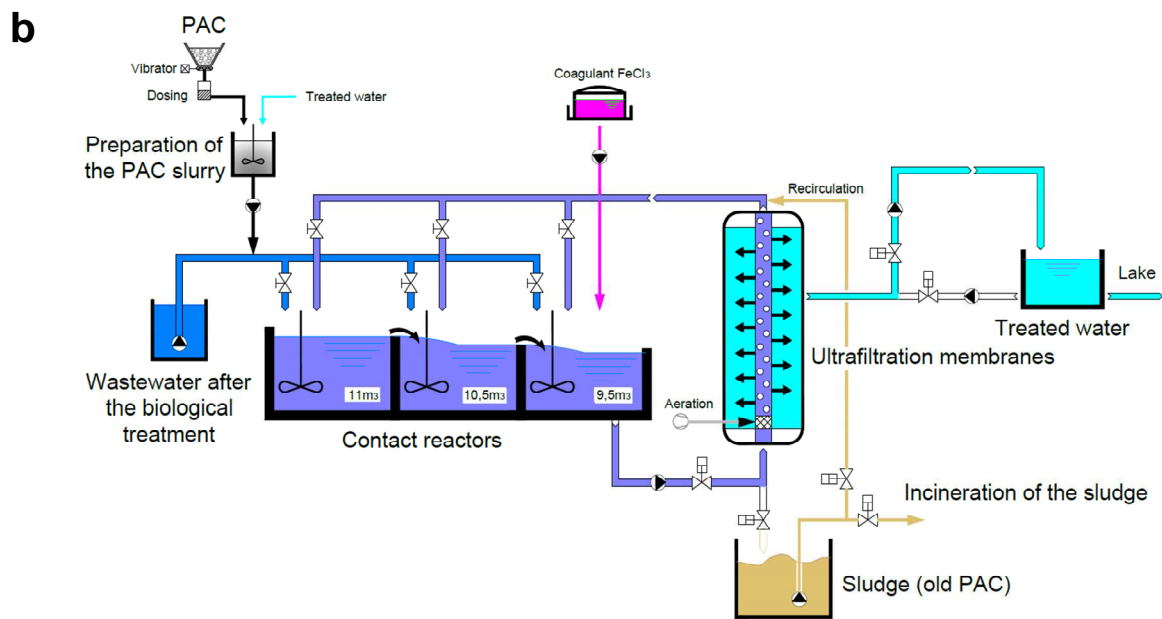 b
PAC
Vibrator
Dosing
Treated water
Preparation of
the PAC slurry
Coagulant FeCl3
Recirculation
Lake
Treated water
Ultrafiltration membranes
Wastewater after
the biological
treatment
11m3
10,5m3
9,5m3
Contact reactors
Aeration
Incineration of the sludge
Sludge (old PAC)